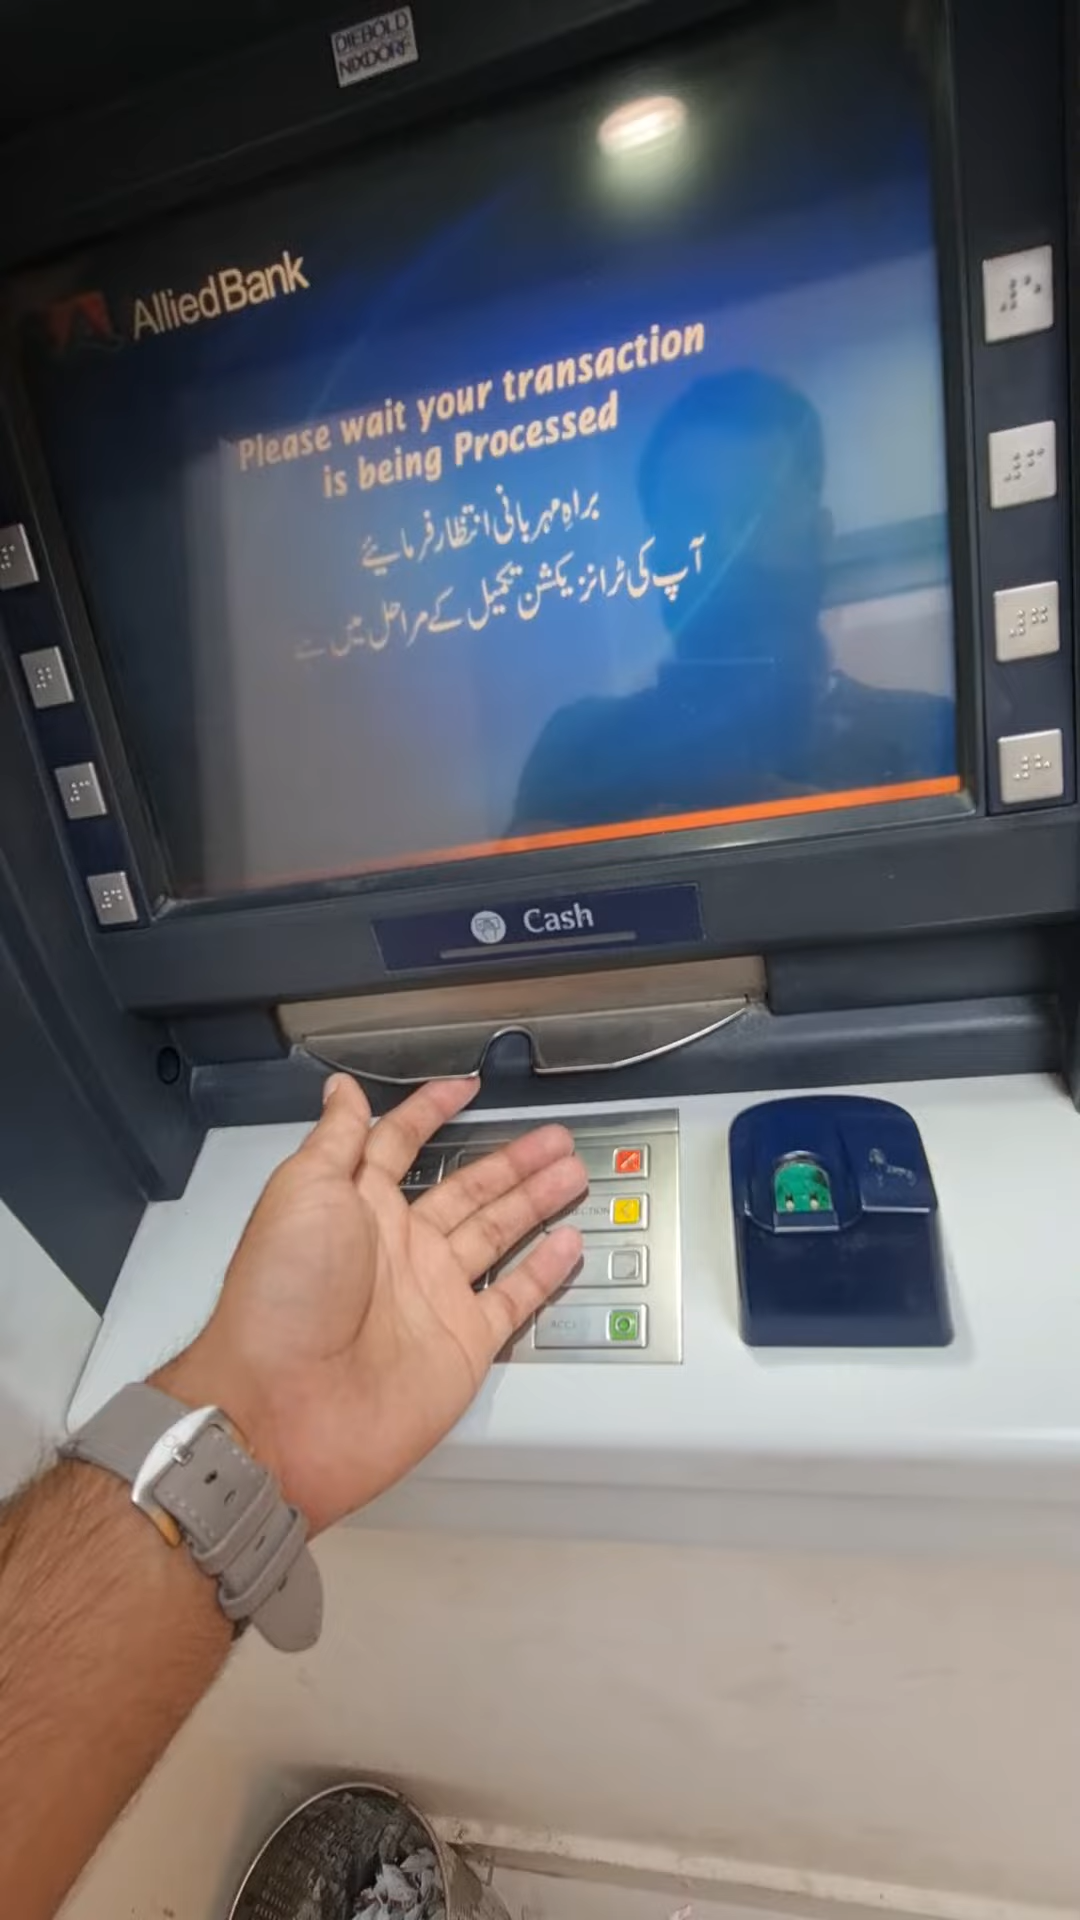 DIEBOLD
NIXDORF
AlliedBank
Please wait your transaction
is being Processed
براہِ مہربانی انتظار فرمایئے
آپ کی ٹرانزیکشن تکمیل کے مراحل میں ہے
Cash